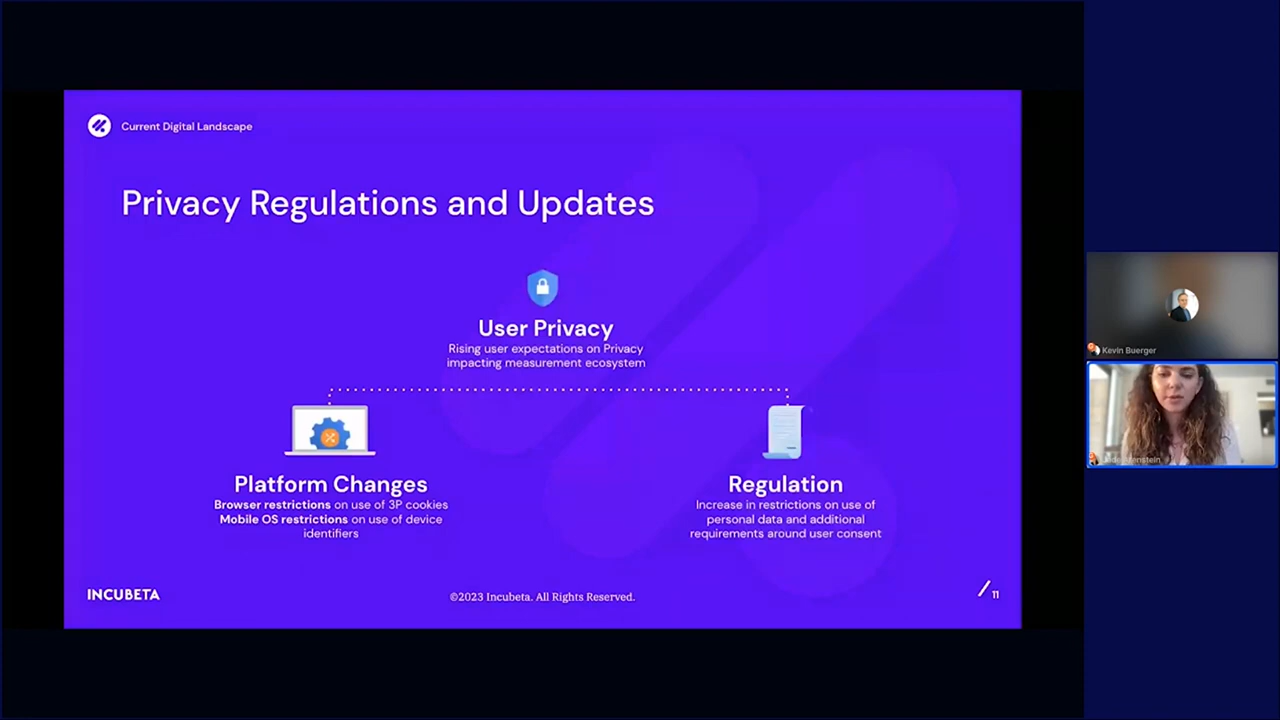 Current Digital Landscape
Privacy Regulations and Updates
User Privacy
Rising user expectations on Privacy
impacting measurement ecosystem
Platform Changes
Browser restrictions on use of 3P cookies
Mobile OS restrictions on use of device
identifiers
Regulation
Increase in restrictions on use of
personal data and additional
requirements around user consent
INCUBETA
©2023 Incubeta. All Rights Reserved.
11
Kevin Buerger